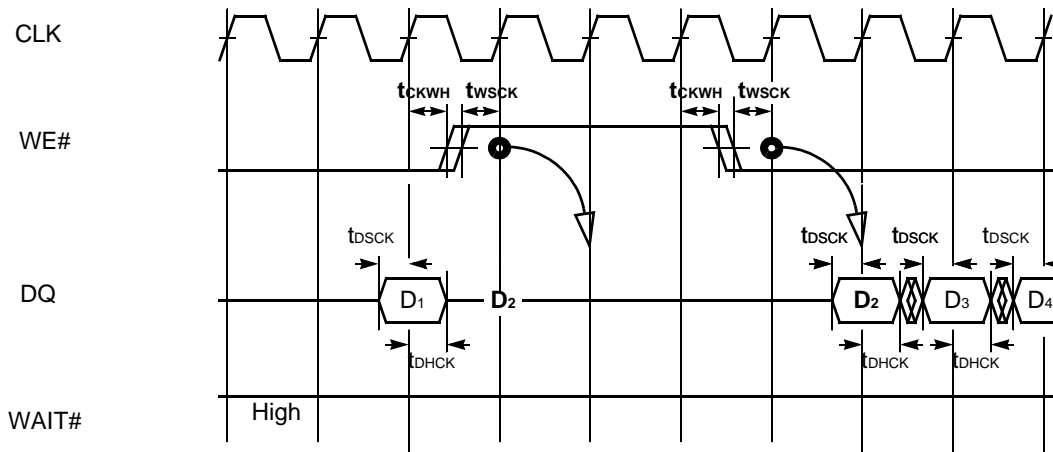 CLK
tCKWH tWSCK tCKWH tWSCK
WE#
tDSCK tDSCK tDSCK tDSCK
DQ D1 D2 D2 D3 D4
tDHCK tDHCK tDHCK
High
WAIT#